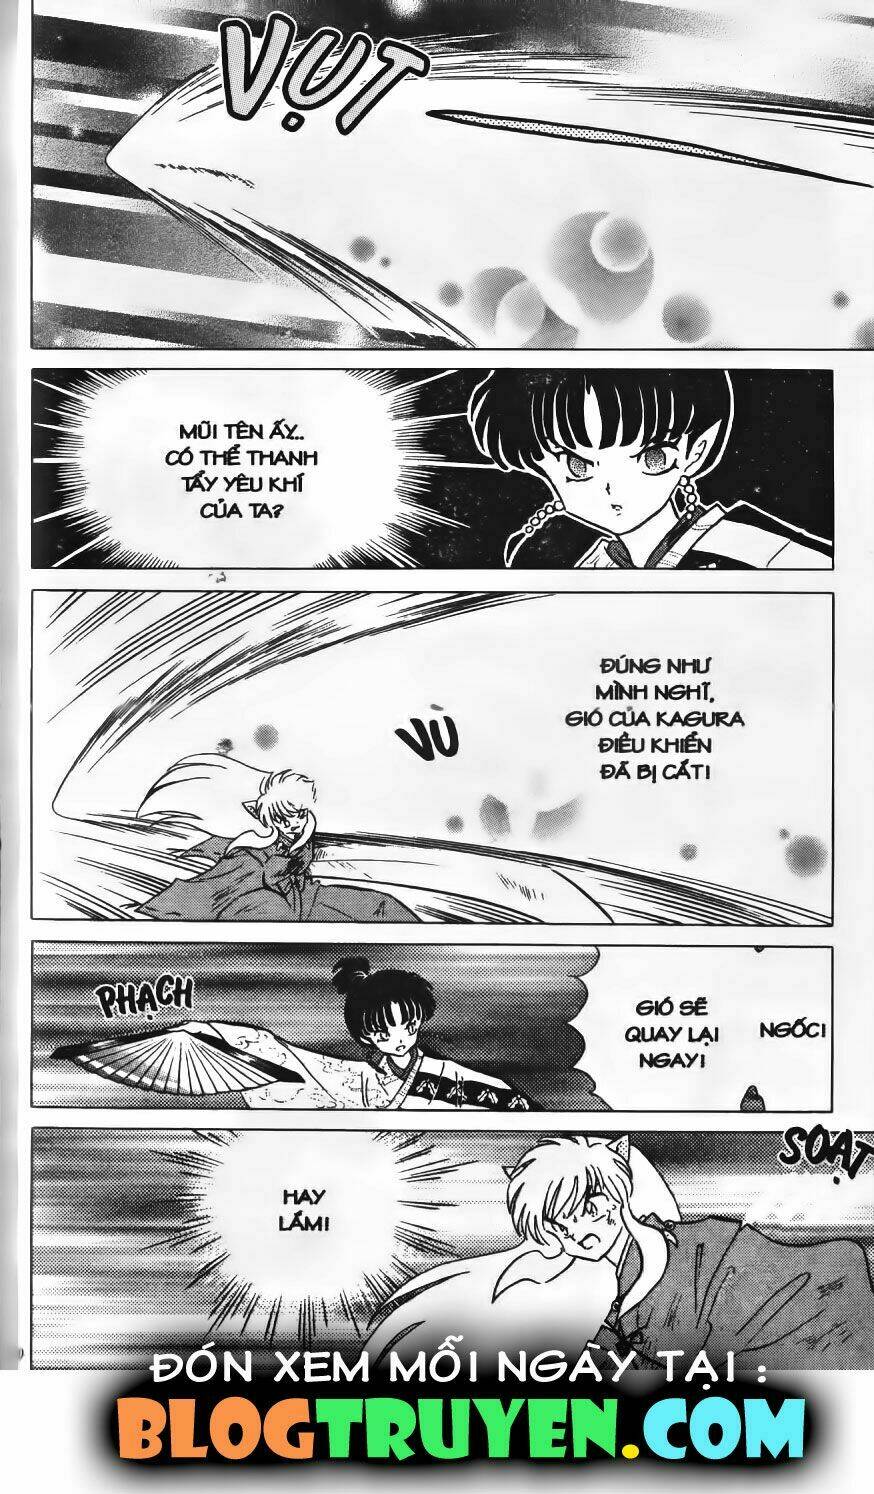 VỤT
MŨI TÊN ẤY...
CÓ THỂ THANH
TẨY YÊU KHÍ
CỦA TA?
ĐÚNG NHƯ
MÌNH NGHĨ,
GIÓ CỦA KAGURA
ĐIỀU KHIỂN
ĐÃ BỊ CẮT!
VÙ
PHẠCH
NGỐC!
GIÓ SẼ
QUAY LẠI
NGAY!
SOẠT
HAY
LẮM!
ĐÓN XEM MỖI NGÀY TẠI :
BLOGTRUYEN.COM